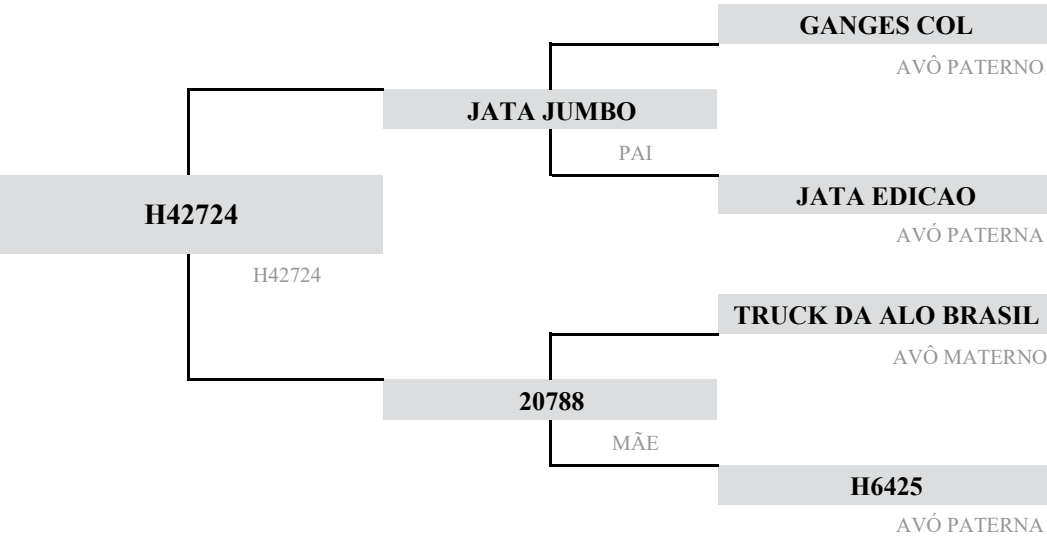 GANGES COL
AVÔ PATERNO
JATA JUMBO
PAI
JATA EDICAO
AVÓ PATERNA
H42724
H42724
TRUCK DA ALO BRASIL
AVÔ MATERNO
20788
MÃE
H6425
AVÓ PATERNA